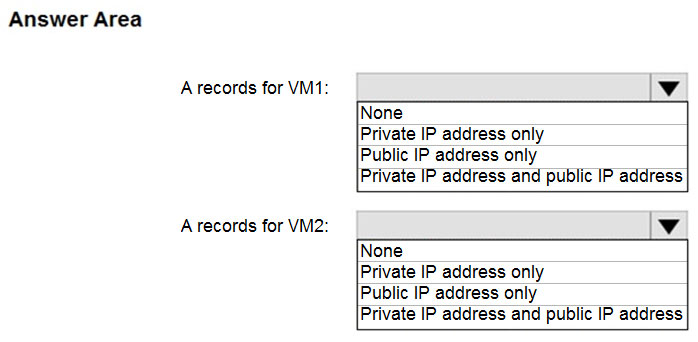 Answer Area
A records for VM1:
None
Private IP address only
Public IP address only
Private IP address and public IP address
A records for VM2:
None
Private IP address only
Public IP address only
Private IP address and public IP address